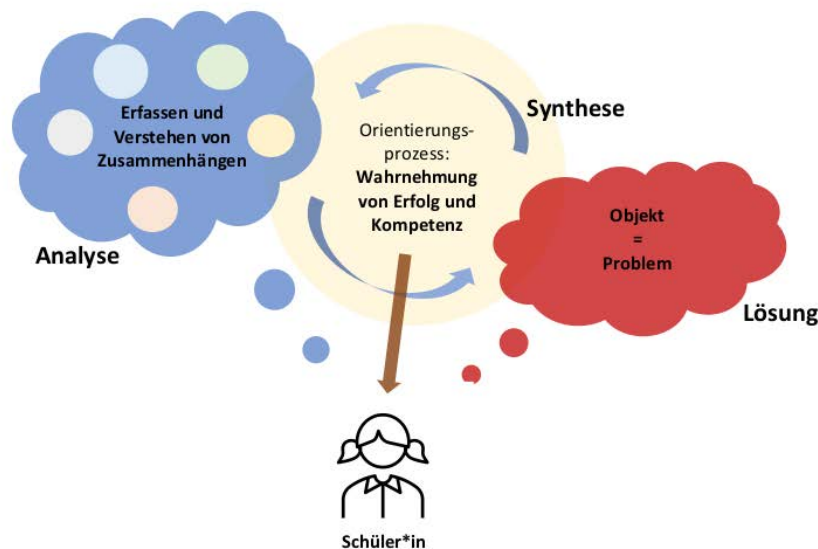 Erfassen und
Verstehen von
Zusammenhängen
Analyse
Orientierungs-
prozess:
Wahrnehmung
von Erfolg und
Kompetenz
Synthese
Objekt
=
Problem
Lösung
Schüler*in